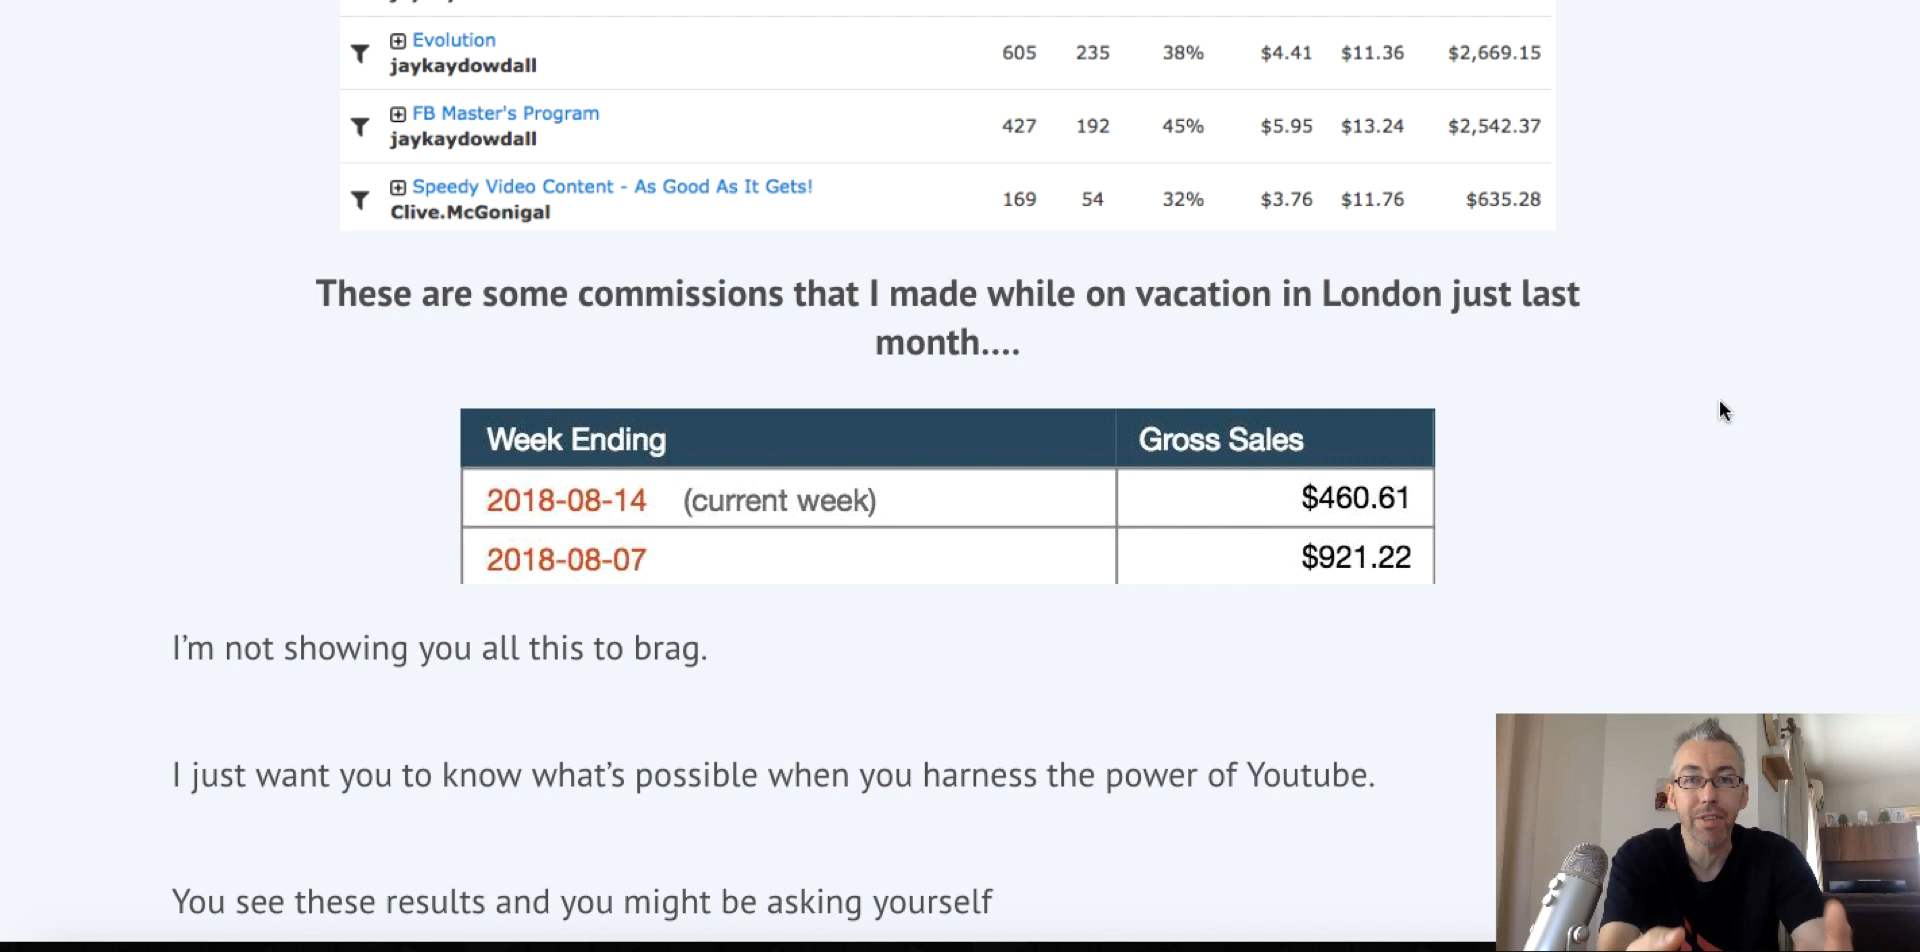 Evolution
jaykaydowdall
605 235 38% $4.41 $11.36 $2,669.15
FB Master's Program
jaykaydowdall
427 192 45% $5.95 $13.24 $2,542.37
Speedy Video Content - As Good As It Gets!
Clive.McGonigal
169 54 32% $3.76 $11.76 $635.28
These are some commissions that I made while on vacation in London just last
month....
Week Ending Gross Sales
2018-08-14 (current week) $460.61
2018-08-07 $921.22
I'm not showing you all this to brag.
I just want you to know what's possible when you harness the power of Youtube.
You see these results and you might be asking yourself